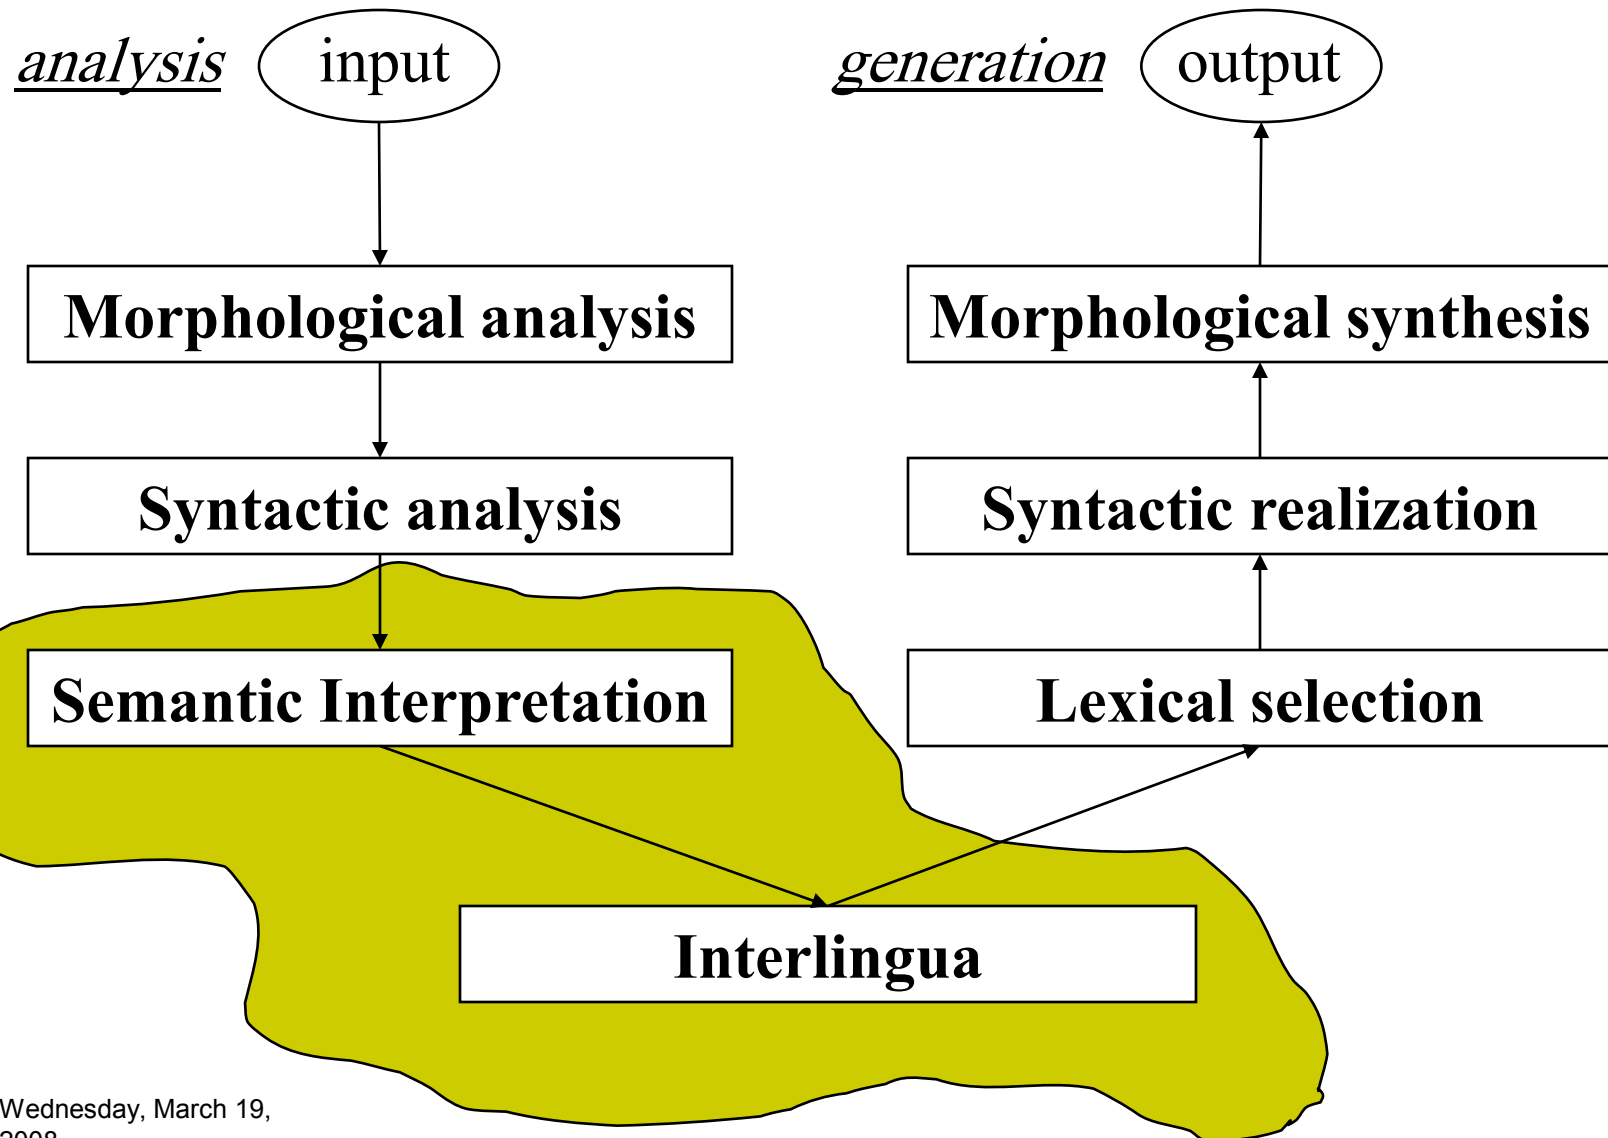 analysis
input
generation
output
Morphological analysis
Morphological synthesis
Syntactic analysis
Syntactic realization
Semantic Interpretation
Lexical selection
Interlingua
Wednesday, March 19,
2008